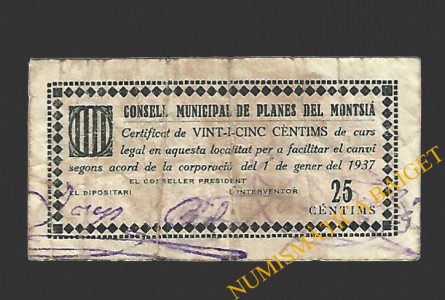 CONSELL MUNICIPAL DE PLANES DEL MONTSIÁ
Certificat de VINT-I-CINC CÈNTIMS de curs
legal en aquesta localitat per a facilitar el canvi
segons acord de la corporació del 1 de gener del 1937
EL CONSELLER PRESIDENT
EL DIPOSITARI L'INTERVENTOR
25
CÈNTIMS
NUMISMATICA BAIGET